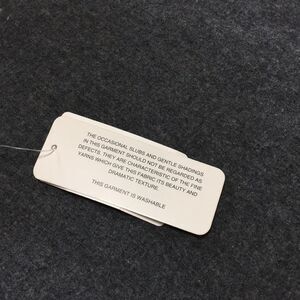 THE OCCASIONAL SLUBS AND GENTLE SHADINGS
IN THIS GARMENT SHOULD NOT BE REGARDED AS
DEFECTS. THEY ARE CHARACTERISTIC OF THE FINE
YARNS WHICH GIVE THIS FABRIC ITS BEAUTY AND
DRAMATIC TEXTURE.
THIS GARMENT IS WASHABLE